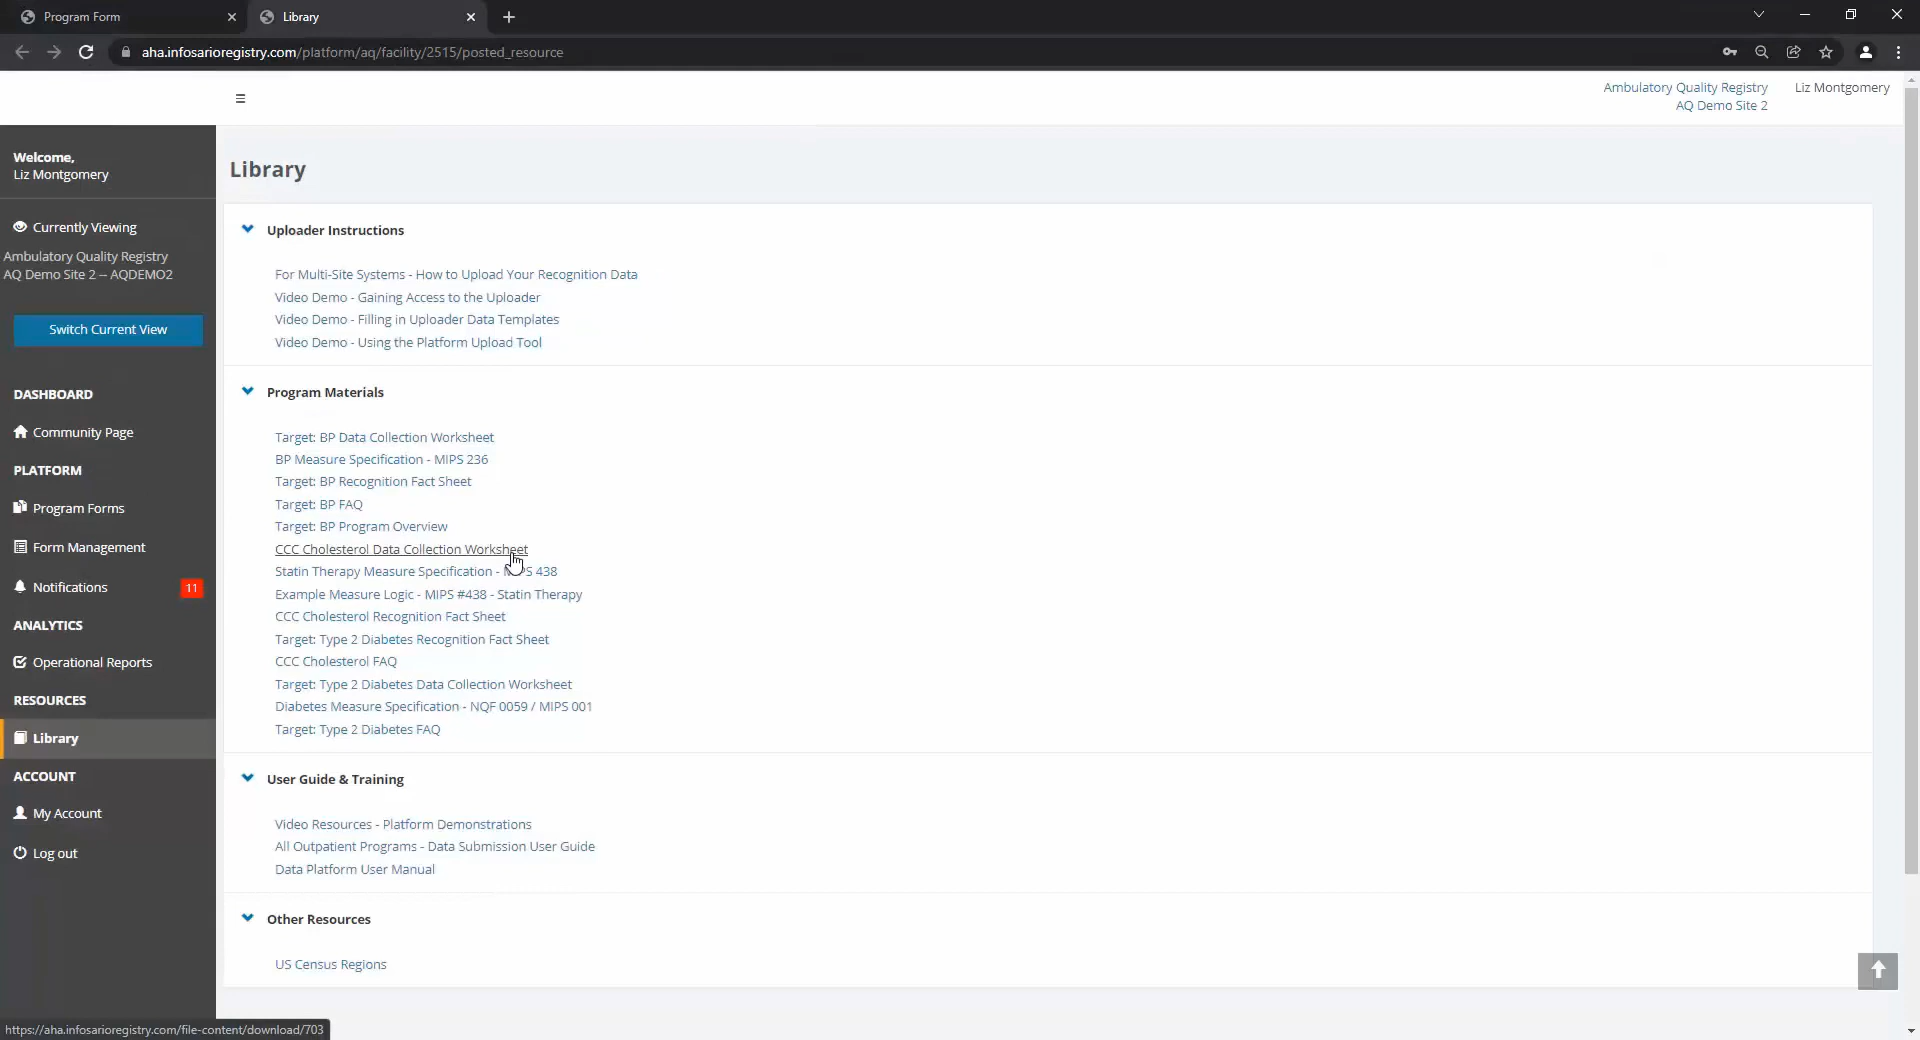 Program Form
Library
aha.infosarioregistry.com/platform/aq/facility/2515/posted_resource
Ambulatory Quality Registry
AQ Demo Site 2
Liz Montgomery
Welcome,
Liz Montgomery
Currently Viewing
Ambulatory Quality Registry
AQ Demo Site 2 -- AQDEMO2
Switch Current View
DASHBOARD
Community Page
PLATFORM
Program Forms
Form Management
Notifications
11
ANALYTICS
Operational Reports
RESOURCES
Library
ACCOUNT
My Account
Log out
Library
Uploader Instructions
For Multi-Site Systems - How to Upload Your Recognition Data
Video Demo - Gaining Access to the Uploader
Video Demo - Filling in Uploader Data Templates
Video Demo - Using the Platform Upload Tool
Program Materials
Target: BP Data Collection Worksheet
BP Measure Specification - MIPS 236
Target: BP Recognition Fact Sheet
Target: BP FAQ
Target: BP Program Overview
CCC Cholesterol Data Collection Worksheet
Statin Therapy Measure Specification - MIPS 438
Example Measure Logic - MIPS #438 - Statin Therapy
CCC Cholesterol Recognition Fact Sheet
Target: Type 2 Diabetes Recognition Fact Sheet
CCC Cholesterol FAQ
Target: Type 2 Diabetes Data Collection Worksheet
Diabetes Measure Specification - NQF 0059 / MIPS 001
Target: Type 2 Diabetes FAQ
User Guide & Training
Video Resources - Platform Demonstrations
All Outpatient Programs - Data Submission User Guide
Data Platform User Manual
Other Resources
US Census Regions
https://aha.infosarioregistry.com/file-content/download/703